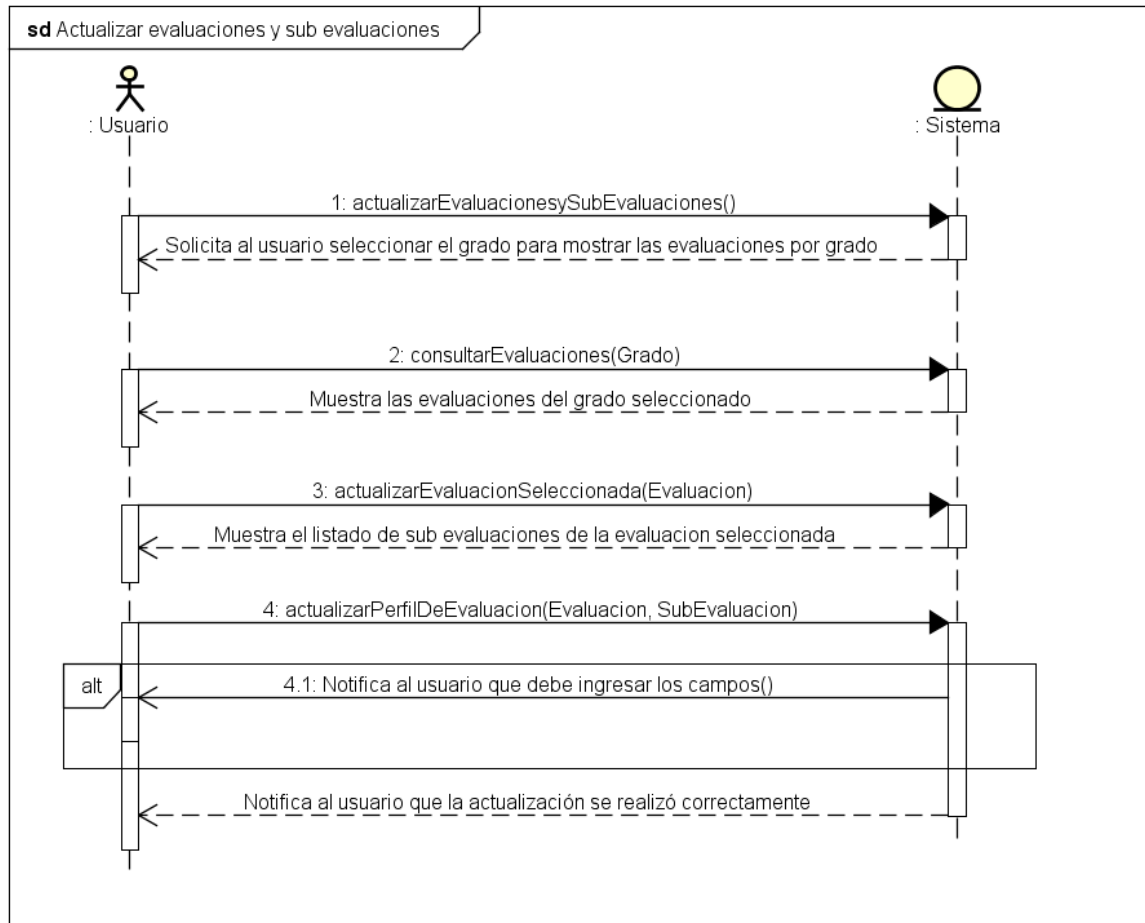 sd Actualizar evaluaciones y sub evaluaciones
: Usuario
: Sistema
1: actualizarEvaluacionesySubEvaluaciones()
Solicita al usuario seleccionar el grado para mostrar las evaluaciones por grado
2: consultarEvaluaciones(Grado)
Muestra las evaluaciones del grado seleccionado
3: actualizarEvaluacionSeleccionada(Evaluacion)
Muestra el listado de sub evaluaciones de la evaluacion seleccionada
4: actualizarPerfilDeEvaluacion(Evaluacion, SubEvaluacion)
alt
4.1: Notifica al usuario que debe ingresar los campos()
Notifica al usuario que la actualización se realizó correctamente